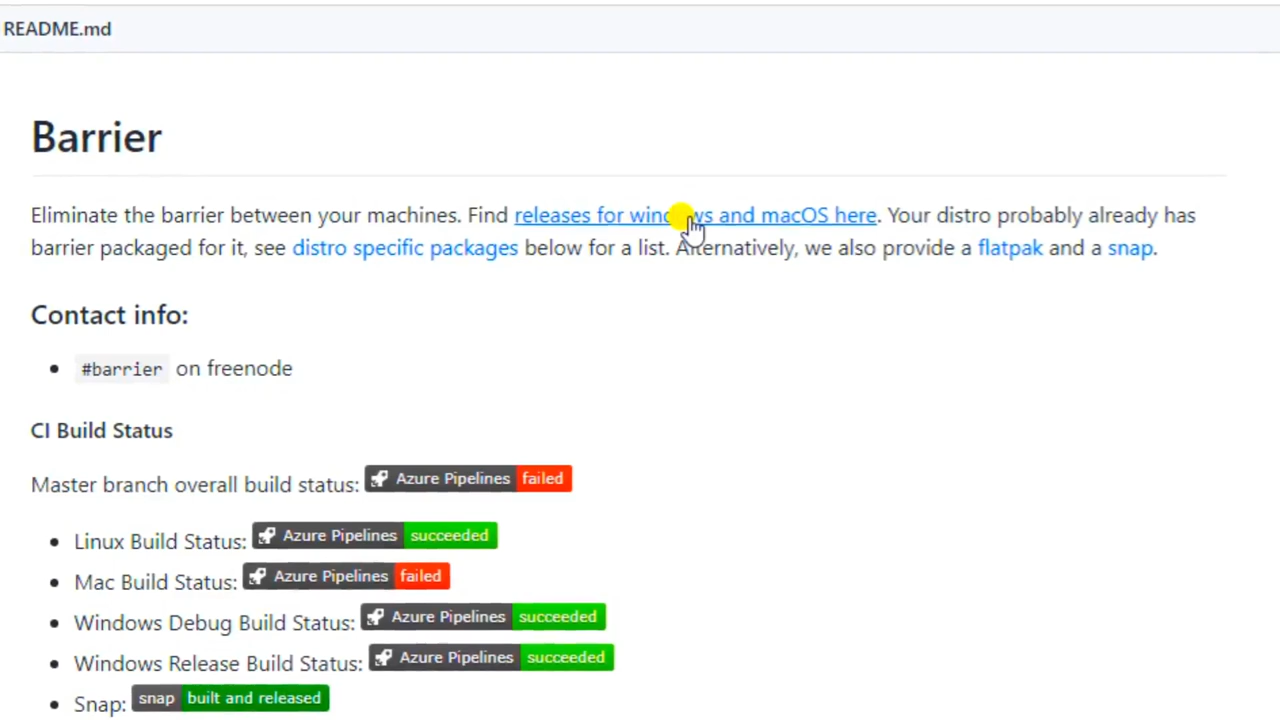 README.md
Barrier
Eliminate the barrier between your machines. Find releases for windows and macOS here. Your distro probably already has
barrier packaged for it, see distro specific packages below for a list. Alternatively, we also provide a flatpak and a snap.
Contact info:
#barrier on freenode
CI Build Status
Master branch overall build status: Azure Pipelines failed
Linux Build Status: Azure Pipelines succeeded
Mac Build Status: Azure Pipelines failed
Windows Debug Build Status: Azure Pipelines succeeded
Windows Release Build Status: Azure Pipelines succeeded
Snap: snap built and released